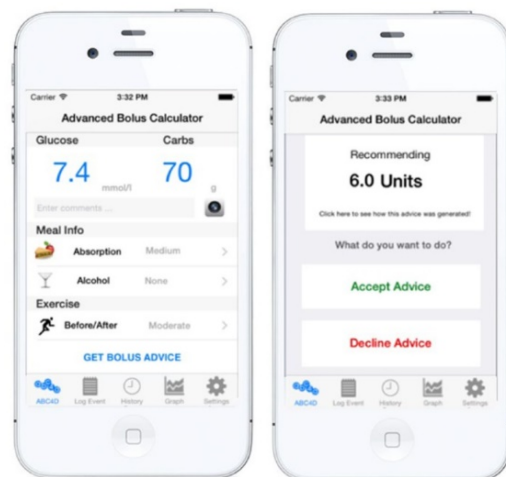 Carrier 3:32 PM
Advanced Bolus Calculator
Glucose Carbs
7.4 mmol/l 70 g
Enter comments ...
Meal Info
Absorption Medium
Alcohol None
Exercise
Before/After Moderate
GET BOLUS ADVICE
ABC4D Log Event History Graph Settings
Carrier 3:33 PM
Advanced Bolus Calculator
Recommending
6.0 Units
Click here to see how this advice was generated!
What do you want to do?
Accept Advice
Decline Advice
ABC4D Log Event History Graph Settings